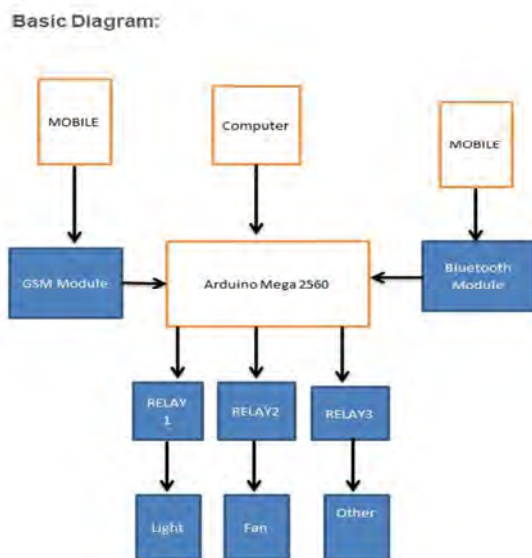 Basic Diagram:
MOBILE
Computer
MOBILE
GSM Module
Arduino Mega 2560
Bluetooth
Module
RELAY
1
RELAY2
RELAY3
Light
Fan
Other